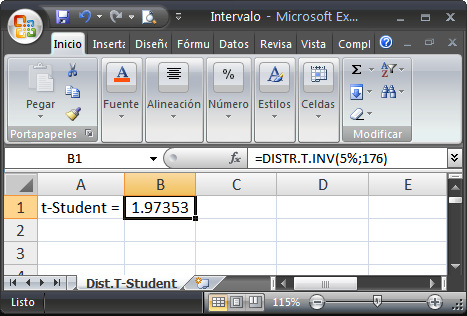 Intervalo - Microsoft Ex...
Inicio Inserta Diseño Fórmu Datos Revisa Vista Compl
Pegar Fuente Alineación Número Estilos Celdas
Portapapeles Modificar
B1 fx =DISTR.T.INV(5%;176)
A B C D E
1 t-Student = 1.97353
2
3
4
Dist.T-Student
Listo 115%